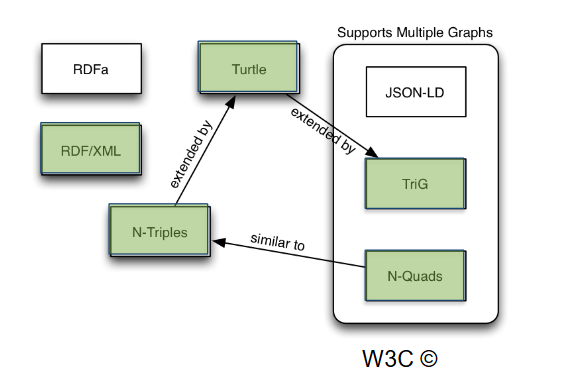 Supports Multiple Graphs
RDFa
Turtle
JSON-LD
extended by
RDF/XML
extended by
TriG
N-Triples
similar to
N-Quads
W3C ©